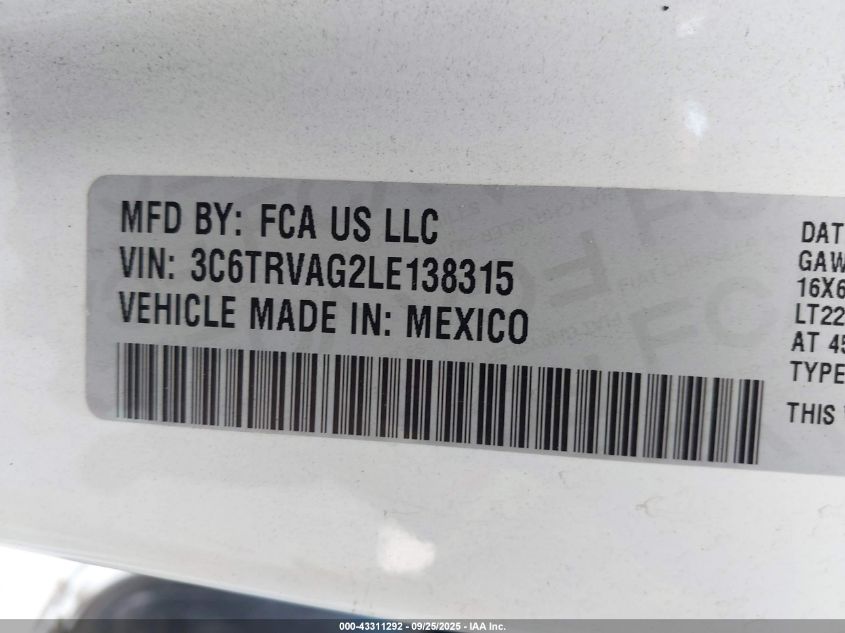 MFD BY: FCA US LLC
VIN: 3C6TRVAG2LE138315
VEHICLE MADE IN: MEXICO
DAT
GAW
16X6
LT22
AT 45
TYPE
THIS
000-43311292 - 09/25/2025 - IAA Inc.